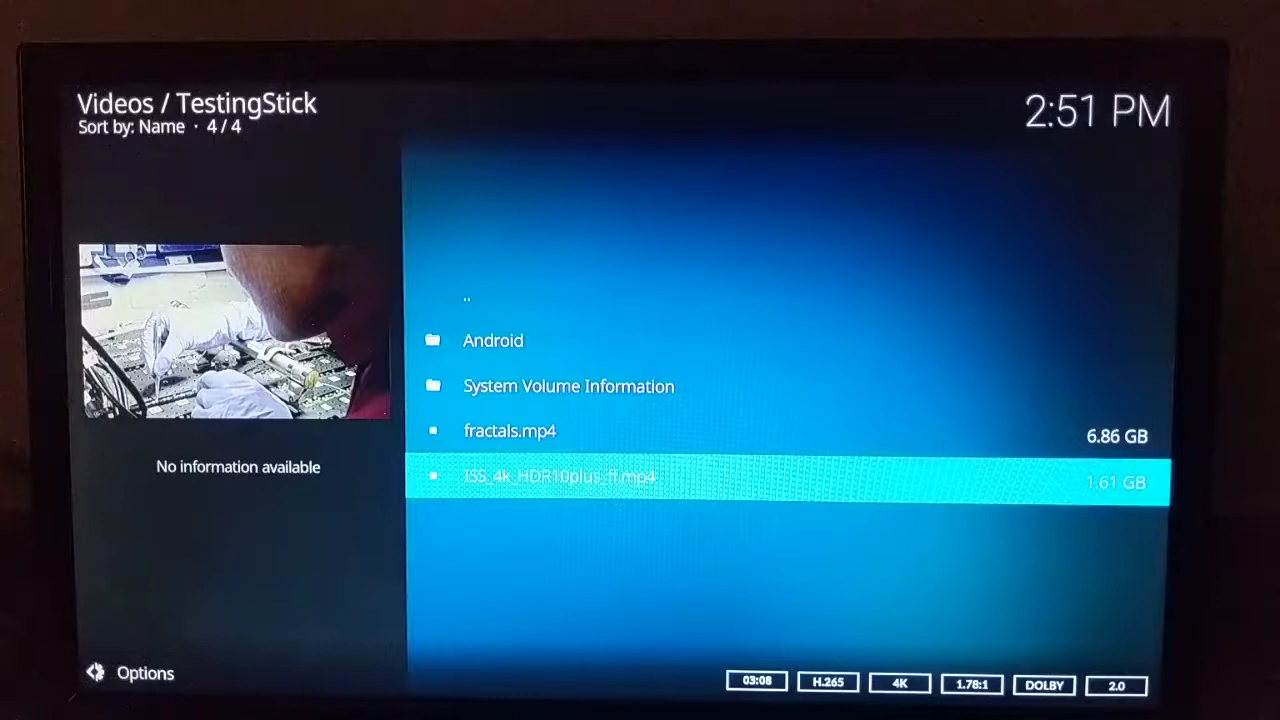 Videos / TestingStick
Sort by: Name · 4 / 4
2:51 PM
..
Android
System Volume Information
fractals.mp4
6.86 GB
ISS_4k_HDR10plus_ff.mp4
1.61 GB
No information available
Options
03:08
H.265
4K
1.78:1
DOLBY
2.0